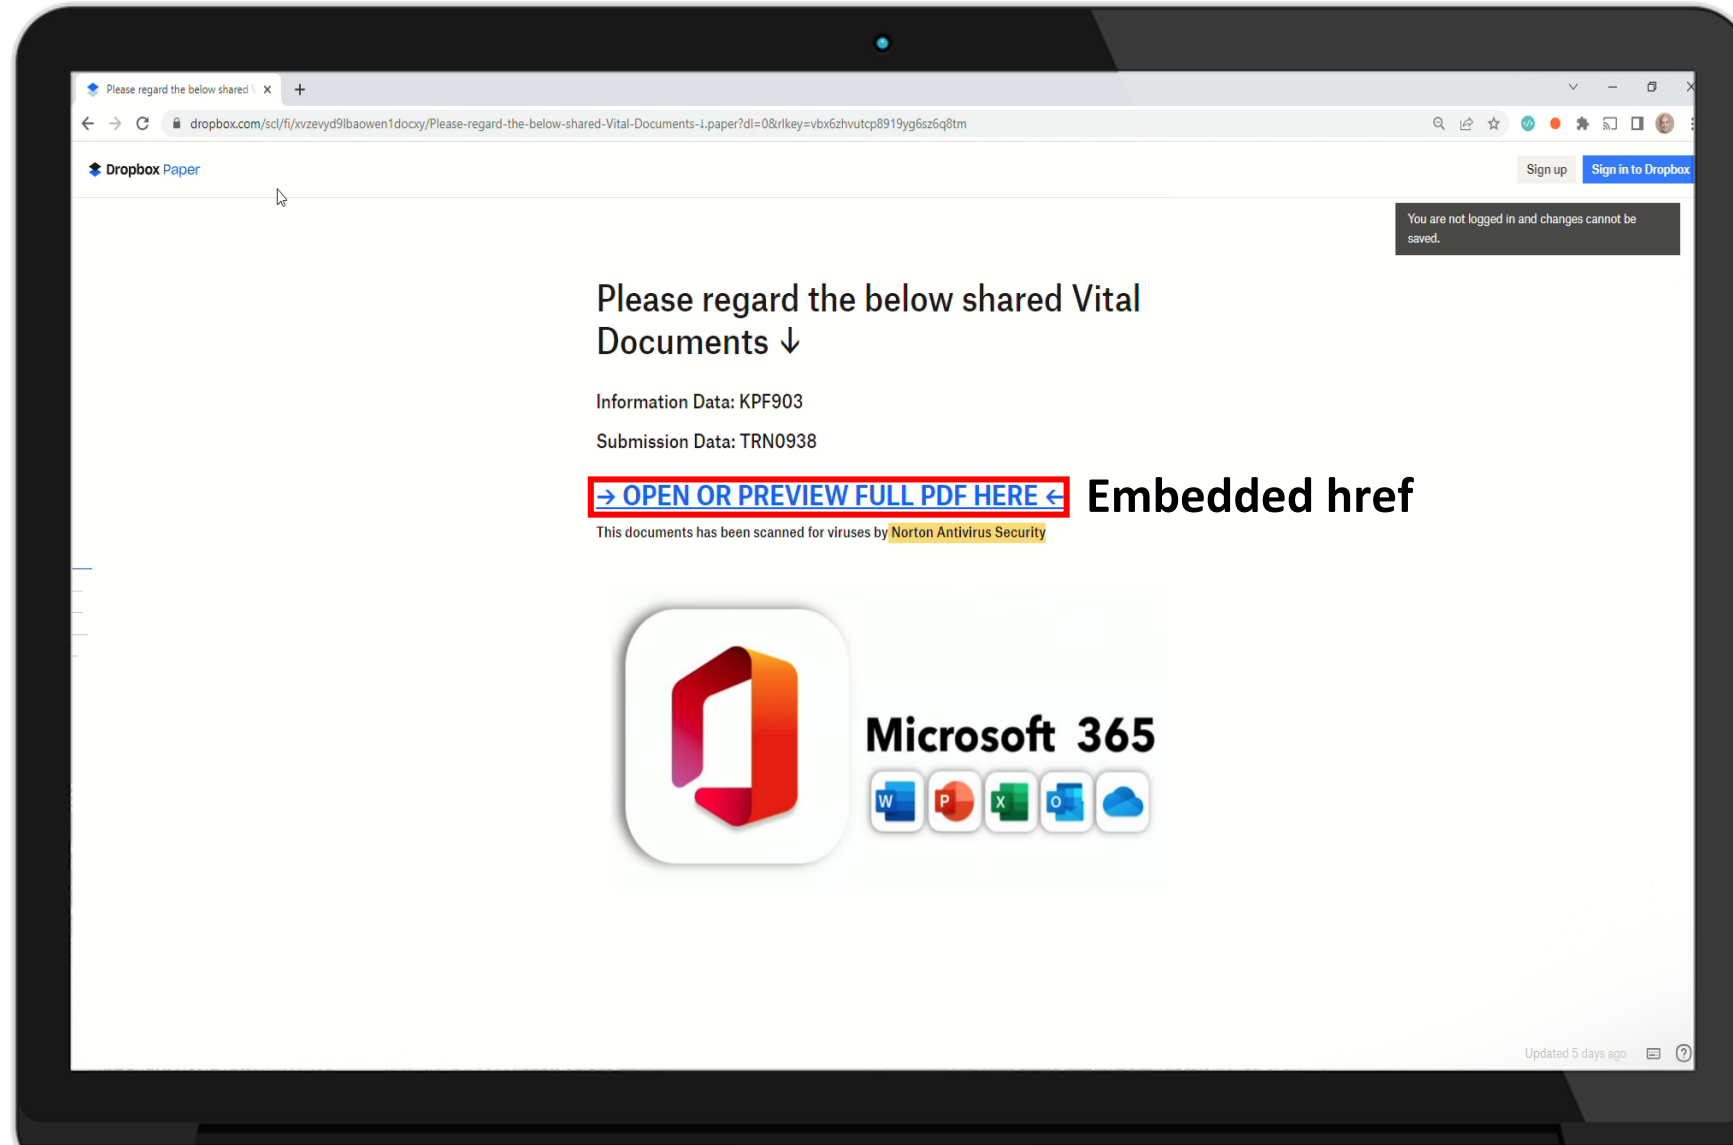 Please regard the below shared V
dropbox.com/scl/fi/xvzevyd9lbaowen1docxy/Please-regard-the-below-shared-Vital-Documents-↓.paper?dl=0&rlkey=vbx6zhvutcp8919yg6sz6q8tm
Dropbox Paper
Sign up
Sign in to Dropbox
You are not logged in and changes cannot be
saved.
Please regard the below shared Vital
Documents ↓
Information Data: KPF903
Submission Data: TRN0938
→ OPEN OR PREVIEW FULL PDF HERE ←
Embedded href
This documents has been scanned for viruses by Norton Antivirus Security
Microsoft 365
W P X O
Updated 5 days ago